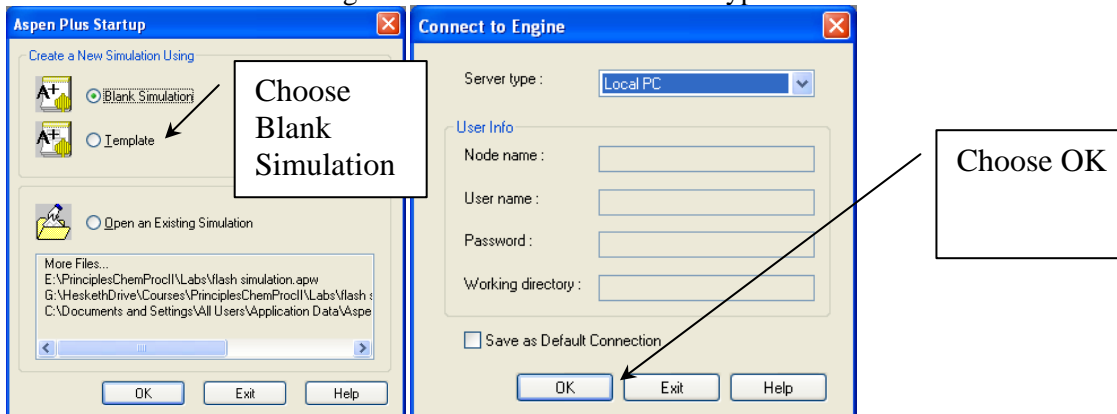 Aspen Plus Startup
Create a New Simulation Using
Blank Simulation
Template
Choose
Blank
Simulation
Open an Existing Simulation
More Files...
E:\PrinciplesChemProcII\Labs\flash simulation.apw
G:\HeskethDrive\Courses\PrinciplesChemProcII\Labs\flash s
C:\Documents and Settings\All Users\Application Data\Aspe
OK Exit Help
Connect to Engine
Server type :
Local PC
User Info
Node name :
User name :
Password :
Working directory :
Save as Default Connection
OK Exit Help
Choose OK